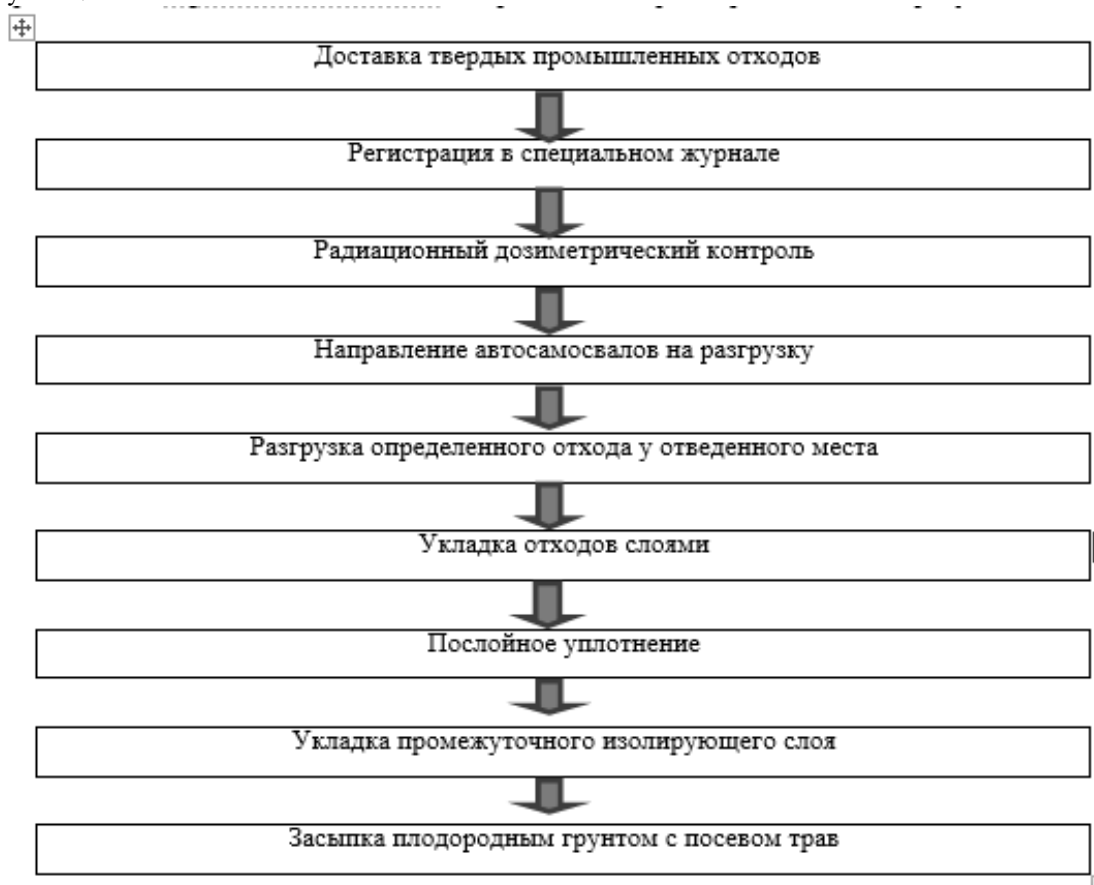 Доставка твердых промышленных отходов
Регистрация в специальном журнале
Радиационный дозиметрический контроль
Направление автосамосвалов на разгрузку
Разгрузка определенного отхода у отведенного места
Укладка отходов слоями
Послойное уплотнение
Укладка промежуточного изолирующего слоя
Засыпка плодородным грунтом с посевом трав